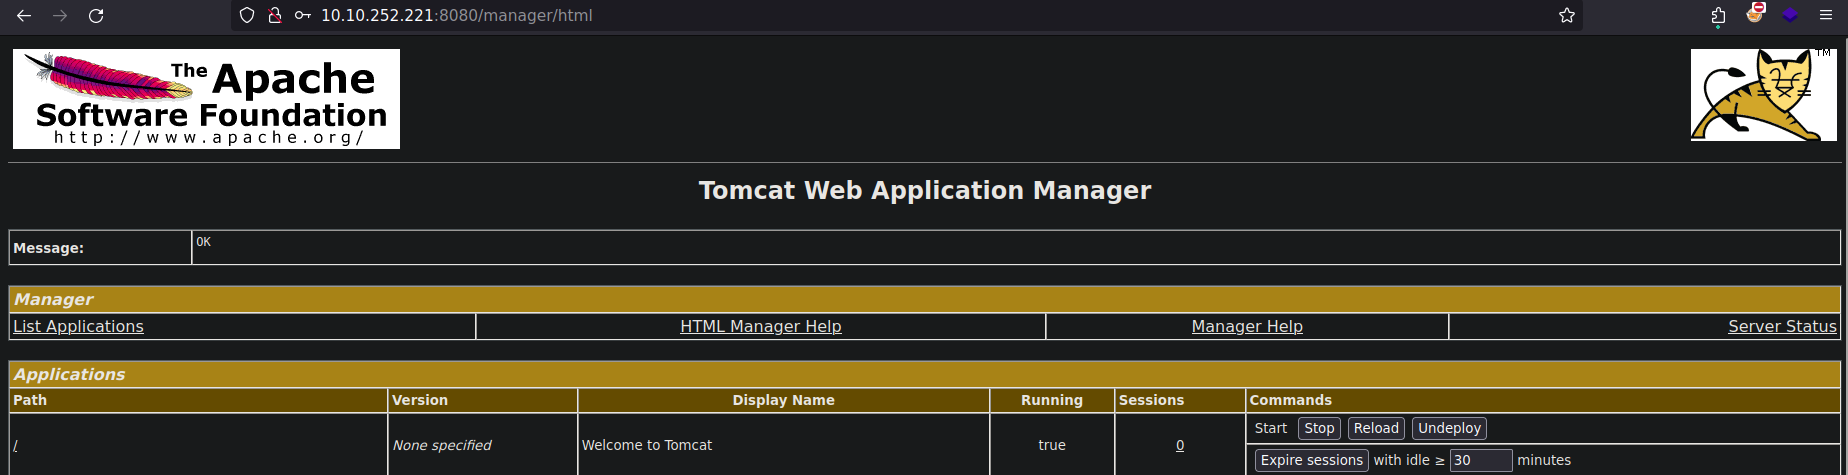 10.10.252.221:8080/manager/html
The Apache
Software Foundation
http://www.apache.org/
TM
Tomcat Web Application Manager
Message: OK
Manager
List Applications HTML Manager Help Manager Help Server Status
Applications
Path Version Display Name Running Sessions Commands
/ None specified Welcome to Tomcat true 0 Start Stop Reload Undeploy
Expire sessions with idle ≥ 30 minutes